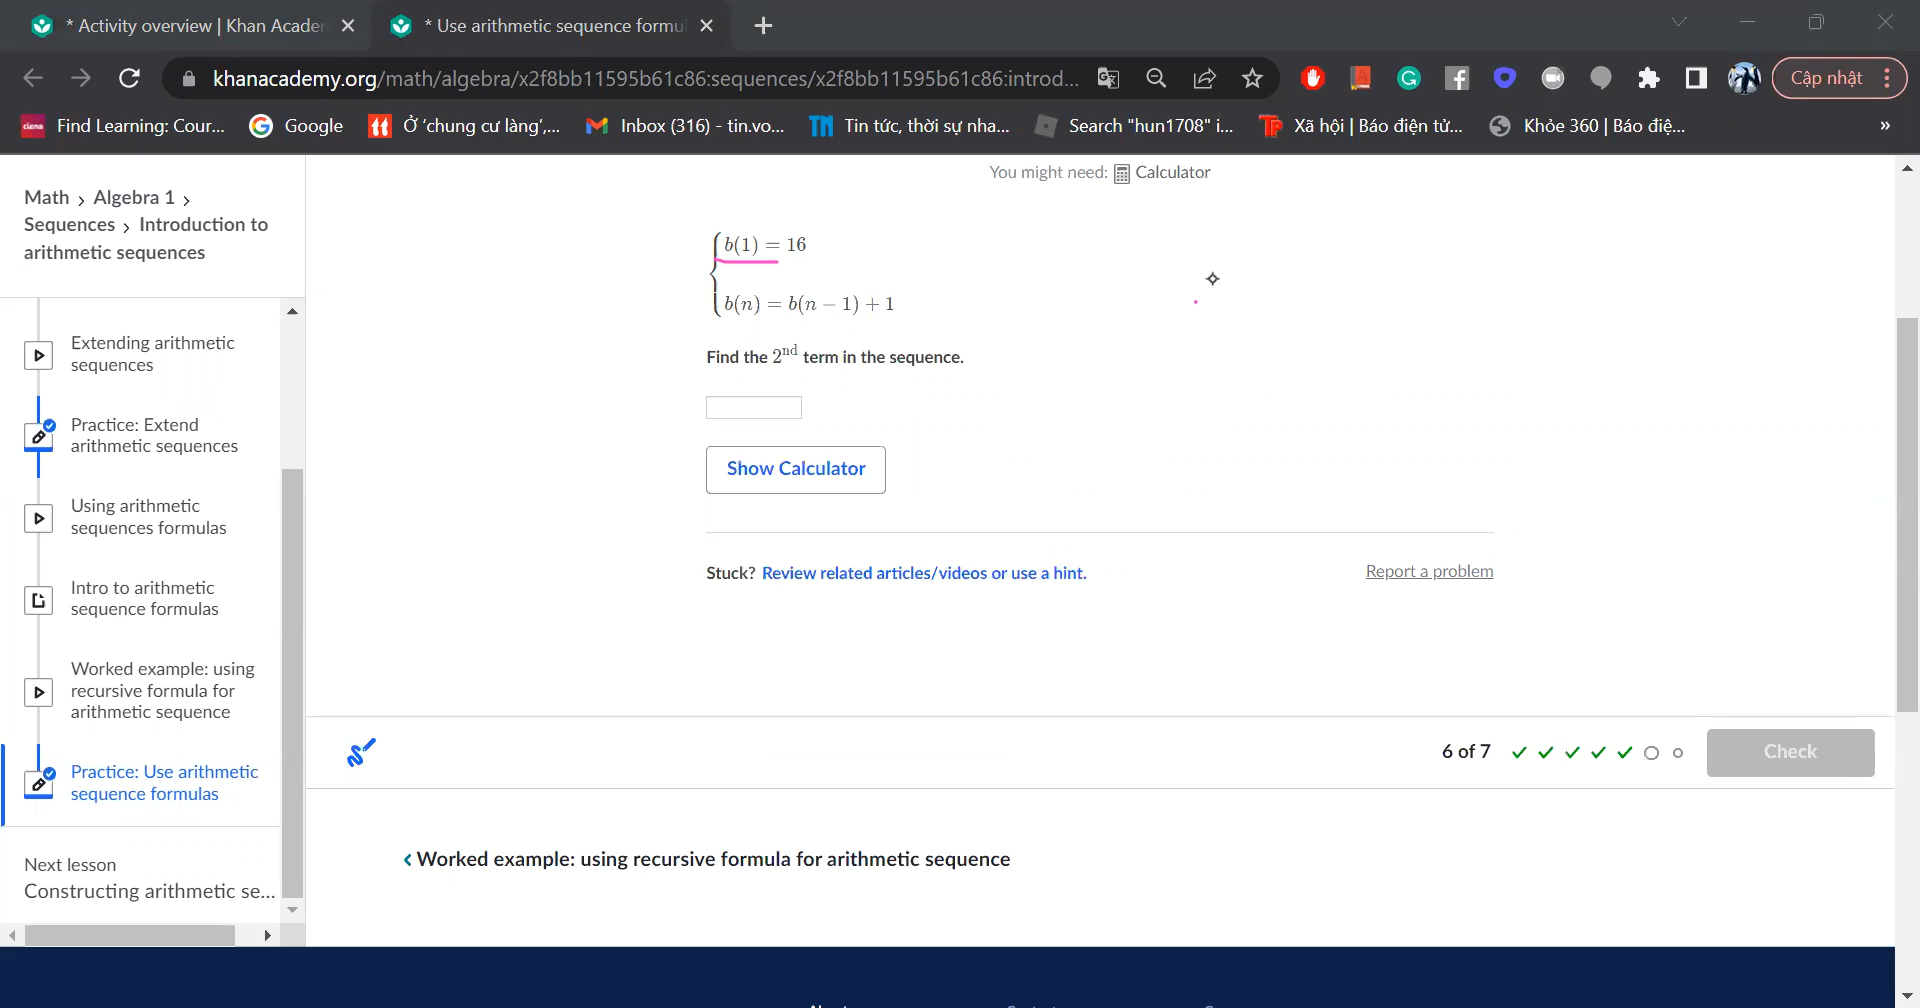 * Activity overview | Khan Acader
* Use arithmetic sequence formu
khanacademy.org/math/algebra/x2f8bb11595b61c86:sequences/x2f8bb11595b61c86:introd...
Cập nhật
Find Learning: Cour...
Google
Ở 'chung cư làng',...
Inbox (316) - tin.vo...
Tin tức, thời sự nha...
Search "hun1708" i...
Xã hội | Báo điện tử...
Khỏe 360 | Báo điệ...
»
Math > Algebra 1 >
Sequences > Introduction to
arithmetic sequences
Extending arithmetic
sequences
Practice: Extend
arithmetic sequences
Using arithmetic
sequences formulas
Intro to arithmetic
sequence formulas
Worked example: using
recursive formula for
arithmetic sequence
Practice: Use arithmetic
sequence formulas
Next lesson
Constructing arithmetic se...
You might need: Calculator
b(1) = 16
b(n) = b(n − 1) + 1
Find the 2nd term in the sequence.
Show Calculator
Stuck? Review related articles/videos or use a hint.
Report a problem
6 of 7
Check
< Worked example: using recursive formula for arithmetic sequence